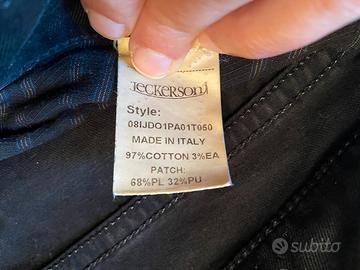 JECKERSON
Style:
08IJDO1PA01T050
MADE IN ITALY
97%COTTON 3%EA
PATCH:
68%PL 32%PU
subito